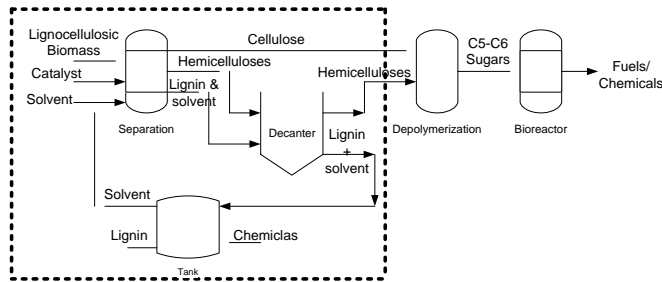 Lignocellulosic
Biomass
Catalyst
Solvent
Separation
Cellulose
Hemicelluloses
Lignin &
solvent
Decanter
Hemicelluloses
Lignin
+
solvent
Depolymerization
C5-C6
Sugars
Bioreactor
Fuels/
Chemicals
Solvent
Lignin
Chemiclas
Tank